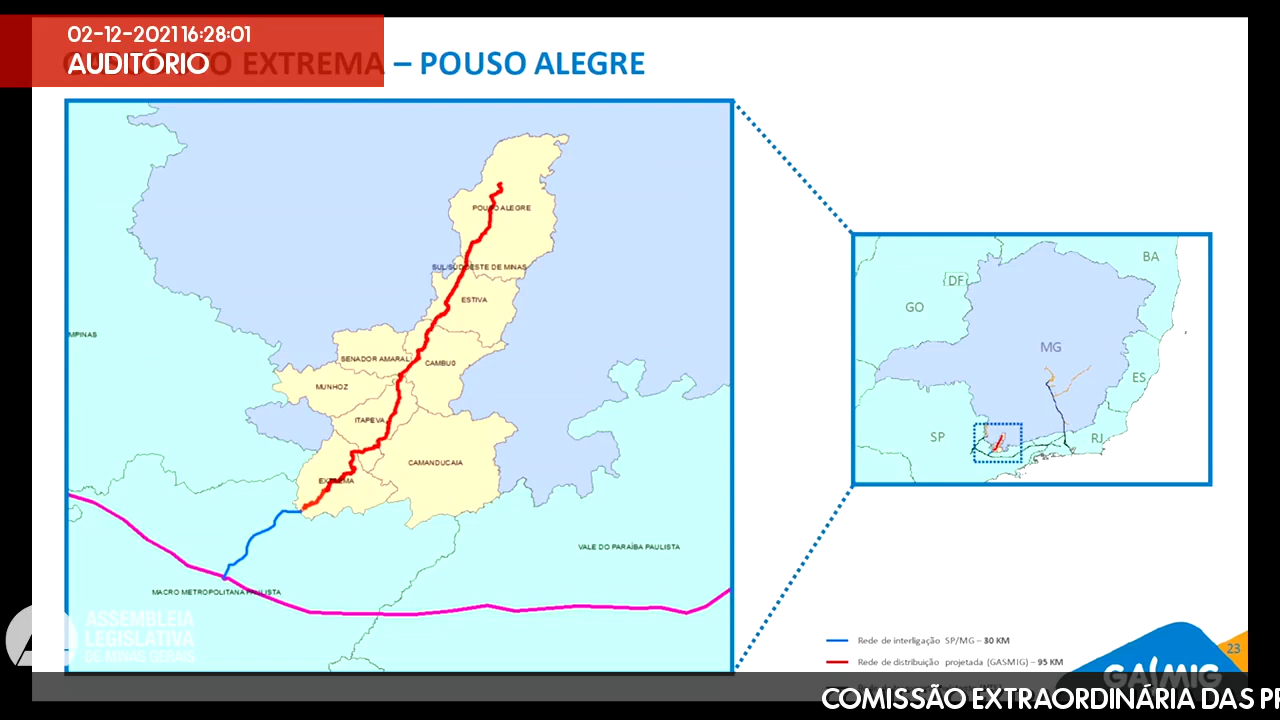 02-12-2021 16:28:01
AUDITÓRIO
EXTREMA – POUSO ALEGRE
POUSO ALEGRE
SUL/SUDOESTE DE MINAS
ESTIVA
MPINAS
SENADOR AMARAL
CAMBUÍ
MUNHOZ
ITAPEVA
CAMANDUCAIA
EXTREMA
VALE DO PARAÍBA PAULISTA
MACRO METROPOLITANA PAULISTA
BA
DF
GO
MG
ES
SP
RJ
ASSEMBLEIA
LEGISLATIVA
DE MINAS GERAIS
Rede de interligação SP/MG – 30 KM
Rede de distribuição projetada (GASMIG) – 95 KM
23
GASMIG
COMISSÃO EXTRAORDINÁRIA DAS PR